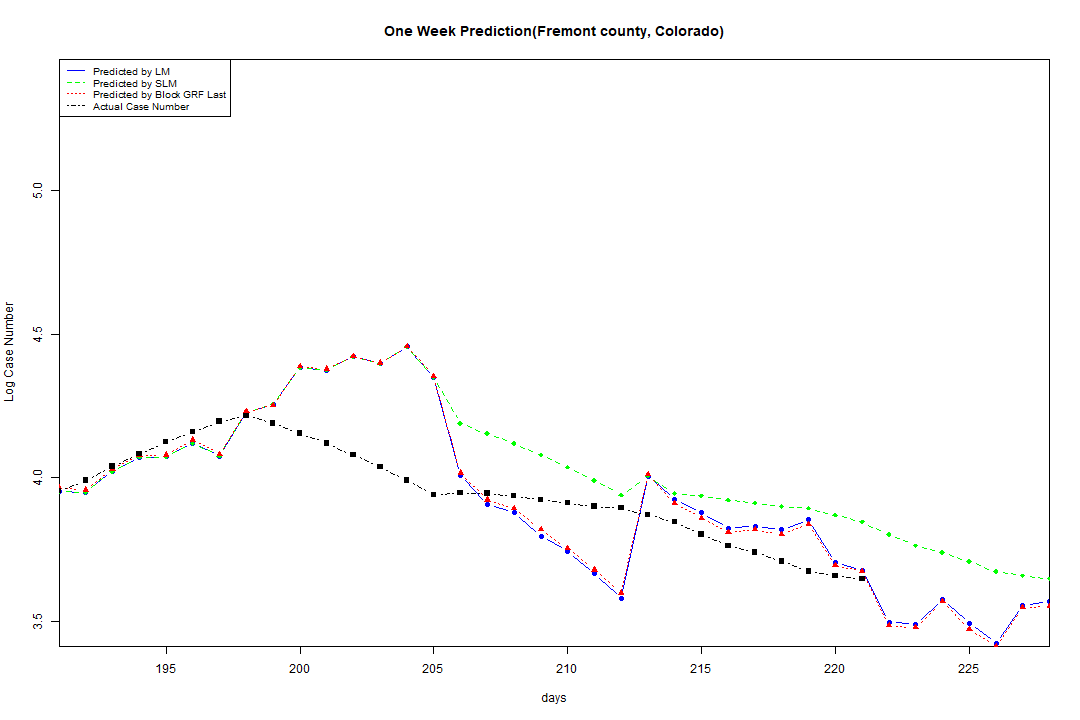 One Week Prediction(Fremont county, Colorado)
Predicted by LM
Predicted by SLM
Predicted by Block GRF Last
Actual Case Number
Log Case Number
5.0
4.5
4.0
3.5
195 200 205 210 215 220 225
days